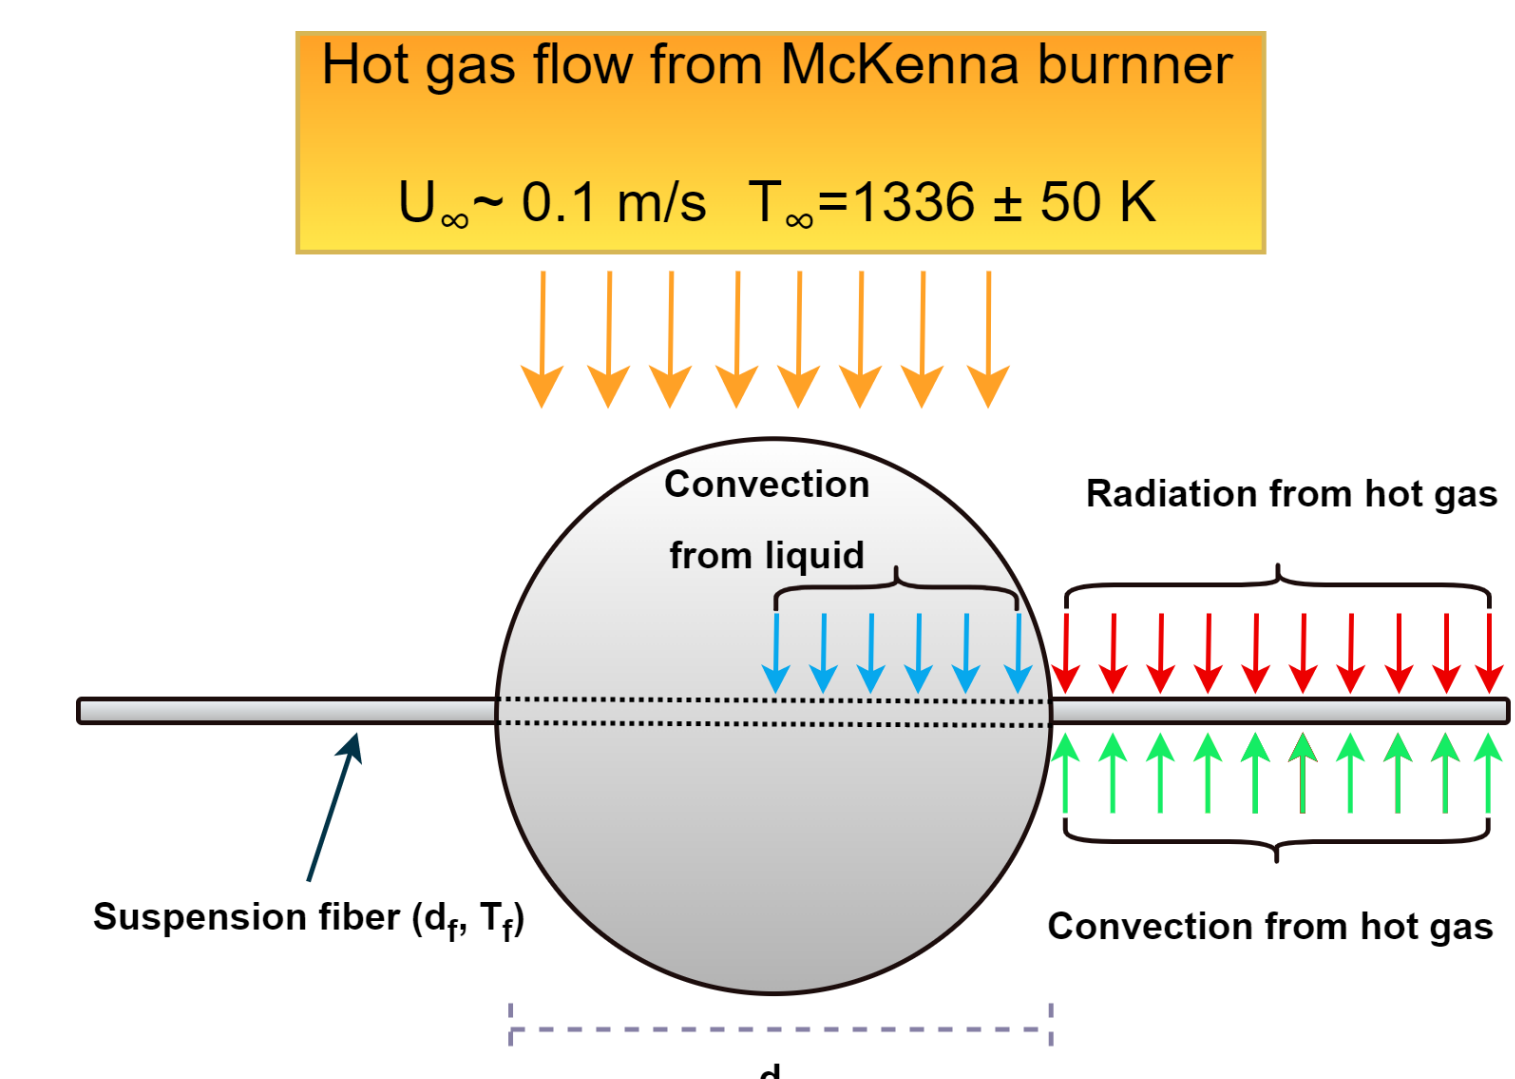 Hot gas flow from McKenna burnner
U∞~ 0.1 m/s T∞=1336 ± 50 K
Convection
from liquid
Radiation from hot gas
Suspension fiber (df, Tf)
Convection from hot gas
d